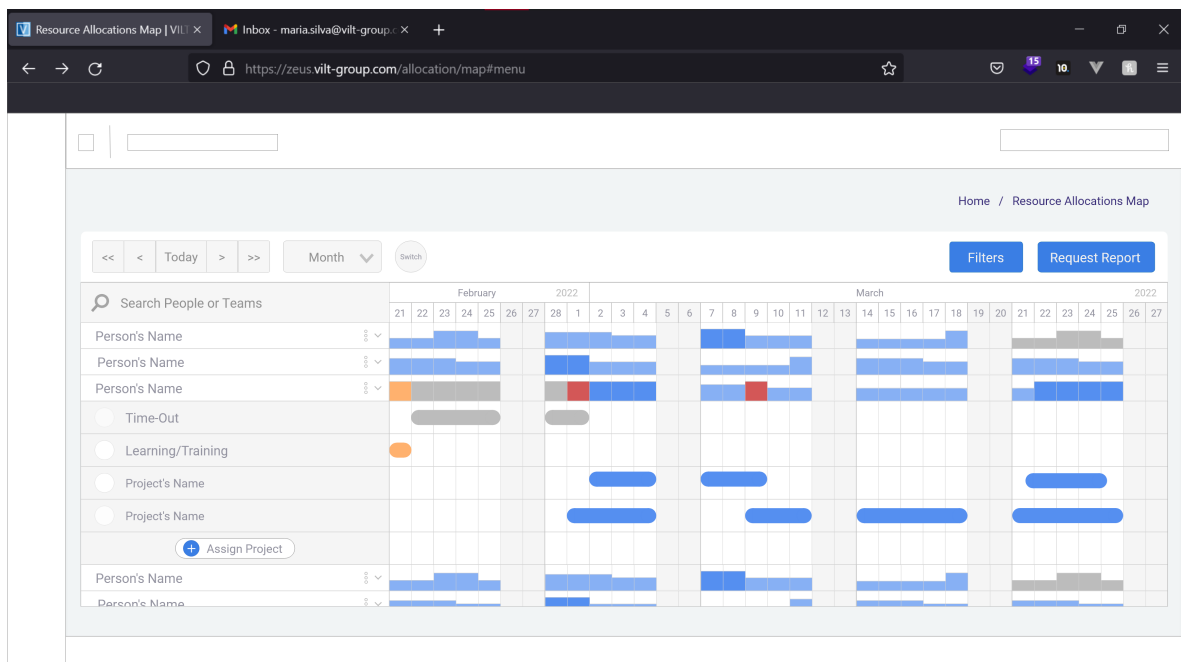 Resource Allocations Map | VILT
Inbox - maria.silva@vilt-group.c
https://zeus.vilt-group.com/allocation/map#menu
15
10.
Home / Resource Allocations Map
<< < Today > >>
Month
Switch
Filters
Request Report
Search People or Teams
February 2022 March 2022
21 22 23 24 25 26 27 28 1 2 3 4 5 6 7 8 9 10 11 12 13 14 15 16 17 18 19 20 21 22 23 24 25 26 27
Person's Name
Person's Name
Person's Name
Time-Out
Learning/Training
Project's Name
Project's Name
+ Assign Project
Person's Name
Person's Name